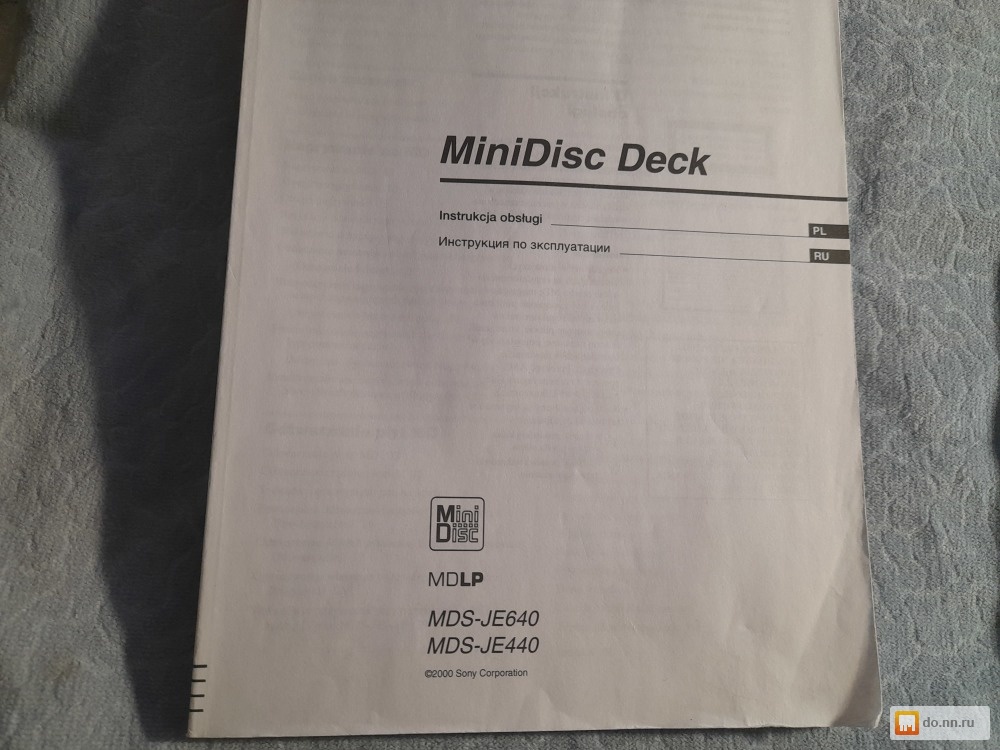 MiniDisc Deck
Instrukcja obsługi
PL
Инструкция по зксплуатации
RU
Mini
Disc
MDLP
MDS-JE640
MDS-JE440
©2000 Sony Corporation
do.nn.ru